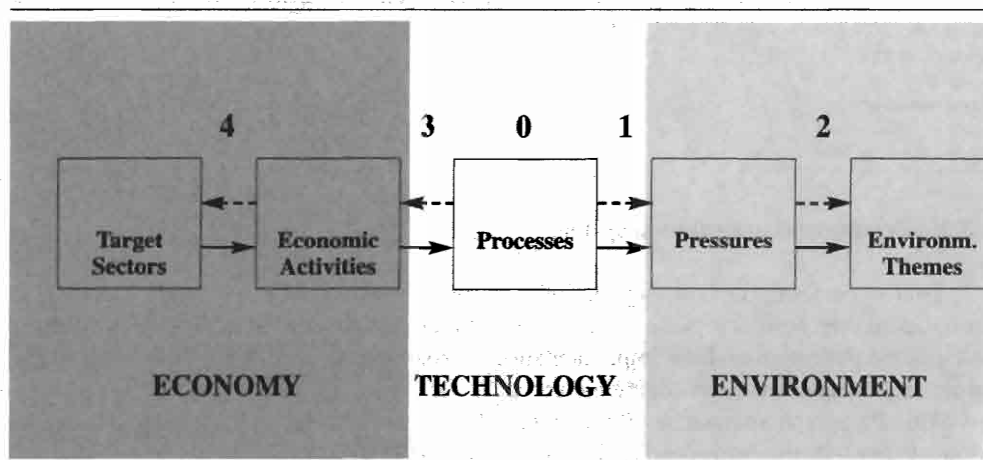 4 3 0 1 2
Target Sectors
Economic Activities
Processes
Pressures
Environm. Themes
ECONOMY TECHNOLOGY ENVIRONMENT